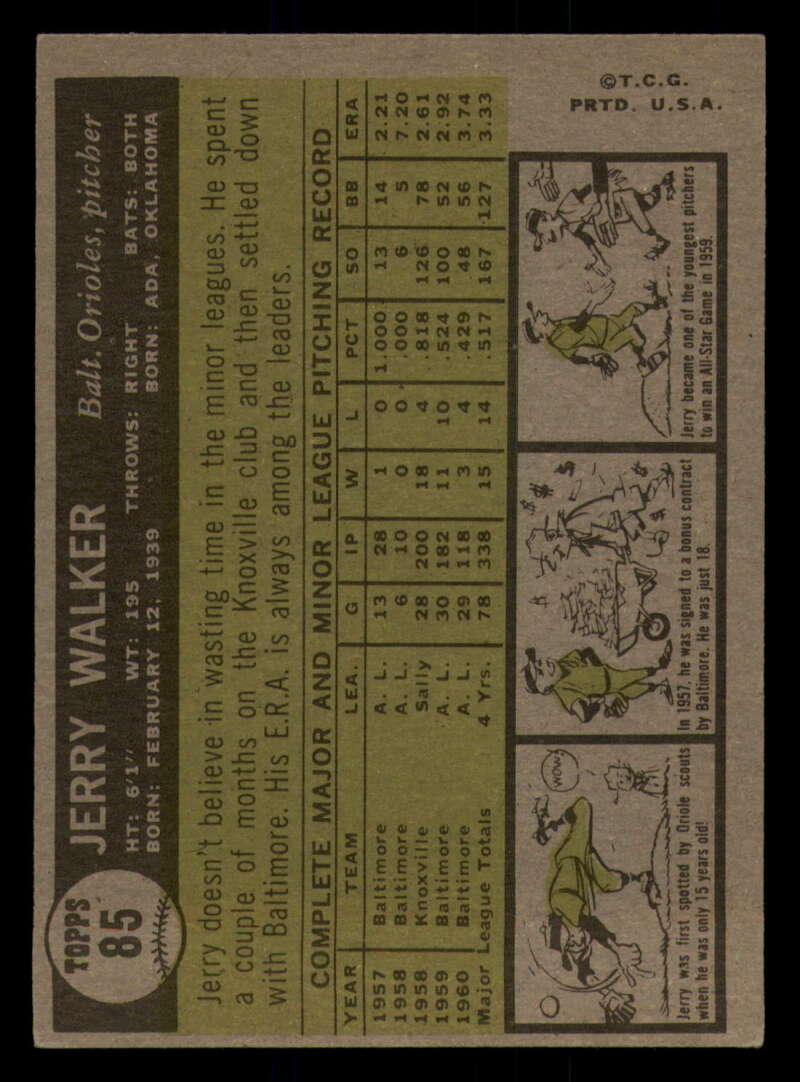 TOPPS
85
JERRY WALKER
Balt. Orioles, pitcher
HT: 6'1" WT: 195 THROWS: RIGHT BATS: BOTH
BORN: FEBRUARY 12, 1939 BORN: ADA, OKLAHOMA
Jerry doesn't believe in wasting time in the minor leagues. He spent
a couple of months on the Knoxville club and then settled down
with Baltimore. His E.R.A. is always among the leaders.
COMPLETE MAJOR AND MINOR LEAGUE PITCHING RECORD
YEAR TEAM LEA. G IP W L PCT SO BB ERA
1957 Baltimore A. L. 13 28 1 0 1.000 13 14 2.21
1958 Baltimore A. L. 6 10 0 0 .000 6 5 7.20
1958 Knoxville Sally 28 200 18 4 .818 126 78 2.61
1959 Baltimore A. L. 30 182 11 10 .524 100 52 2.92
1960 Baltimore A. L. 29 118 3 4 .429 48 56 3.74
Major League Totals 4 Yrs. 78 338 15 14 .517 167 127 3.33
WOW!
Jerry was first spotted by Oriole scouts
when he was only 15 years old!
$ $ $ $
In 1957, he was signed to a bonus contract
by Baltimore. He was just 18.
Jerry became one of the youngest pitchers
to win an All-Star Game in 1959.
©T.C.G.
PRTD. U.S.A.